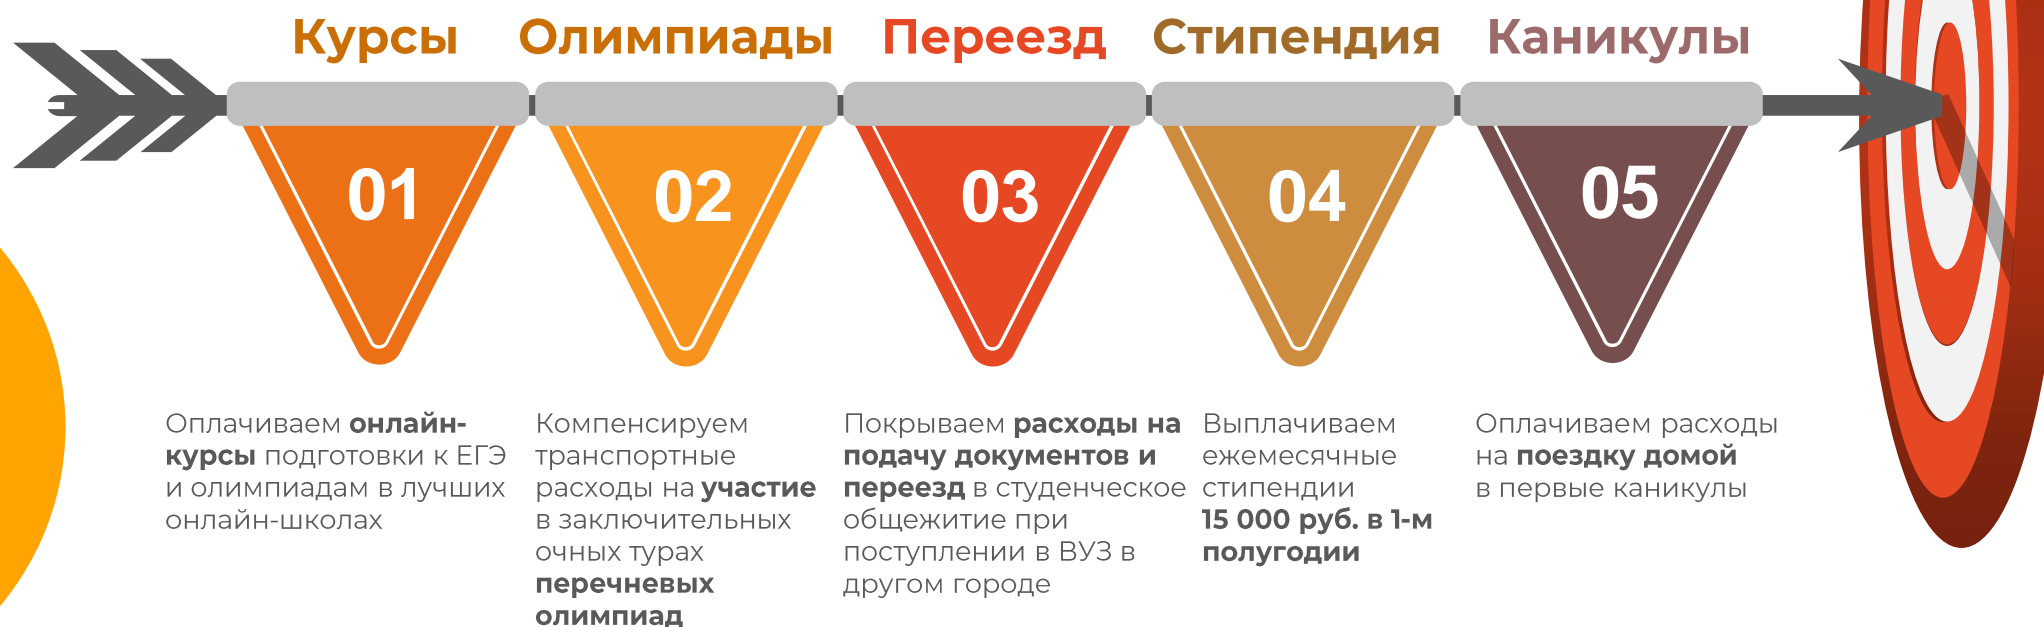 Курсы
Олимпиады
Переезд
Стипендия
Каникулы
01
02
03
04
05
Оплачиваем онлайн-
курсы подготовки к ЕГЭ
и олимпиадам в лучших
онлайн-школах
Компенсируем
транспортные
расходы на участие
в заключительных
очных турах
перечневых
олимпиад
Покрываем расходы на
подачу документов и
переезд в студенческое
общежитие при
поступлении в ВУЗ в
другом городе
Выплачиваем
ежемесячные
стипендии
15 000 руб. в 1-м
полугодии
Оплачиваем расходы
на поездку домой
в первые каникулы